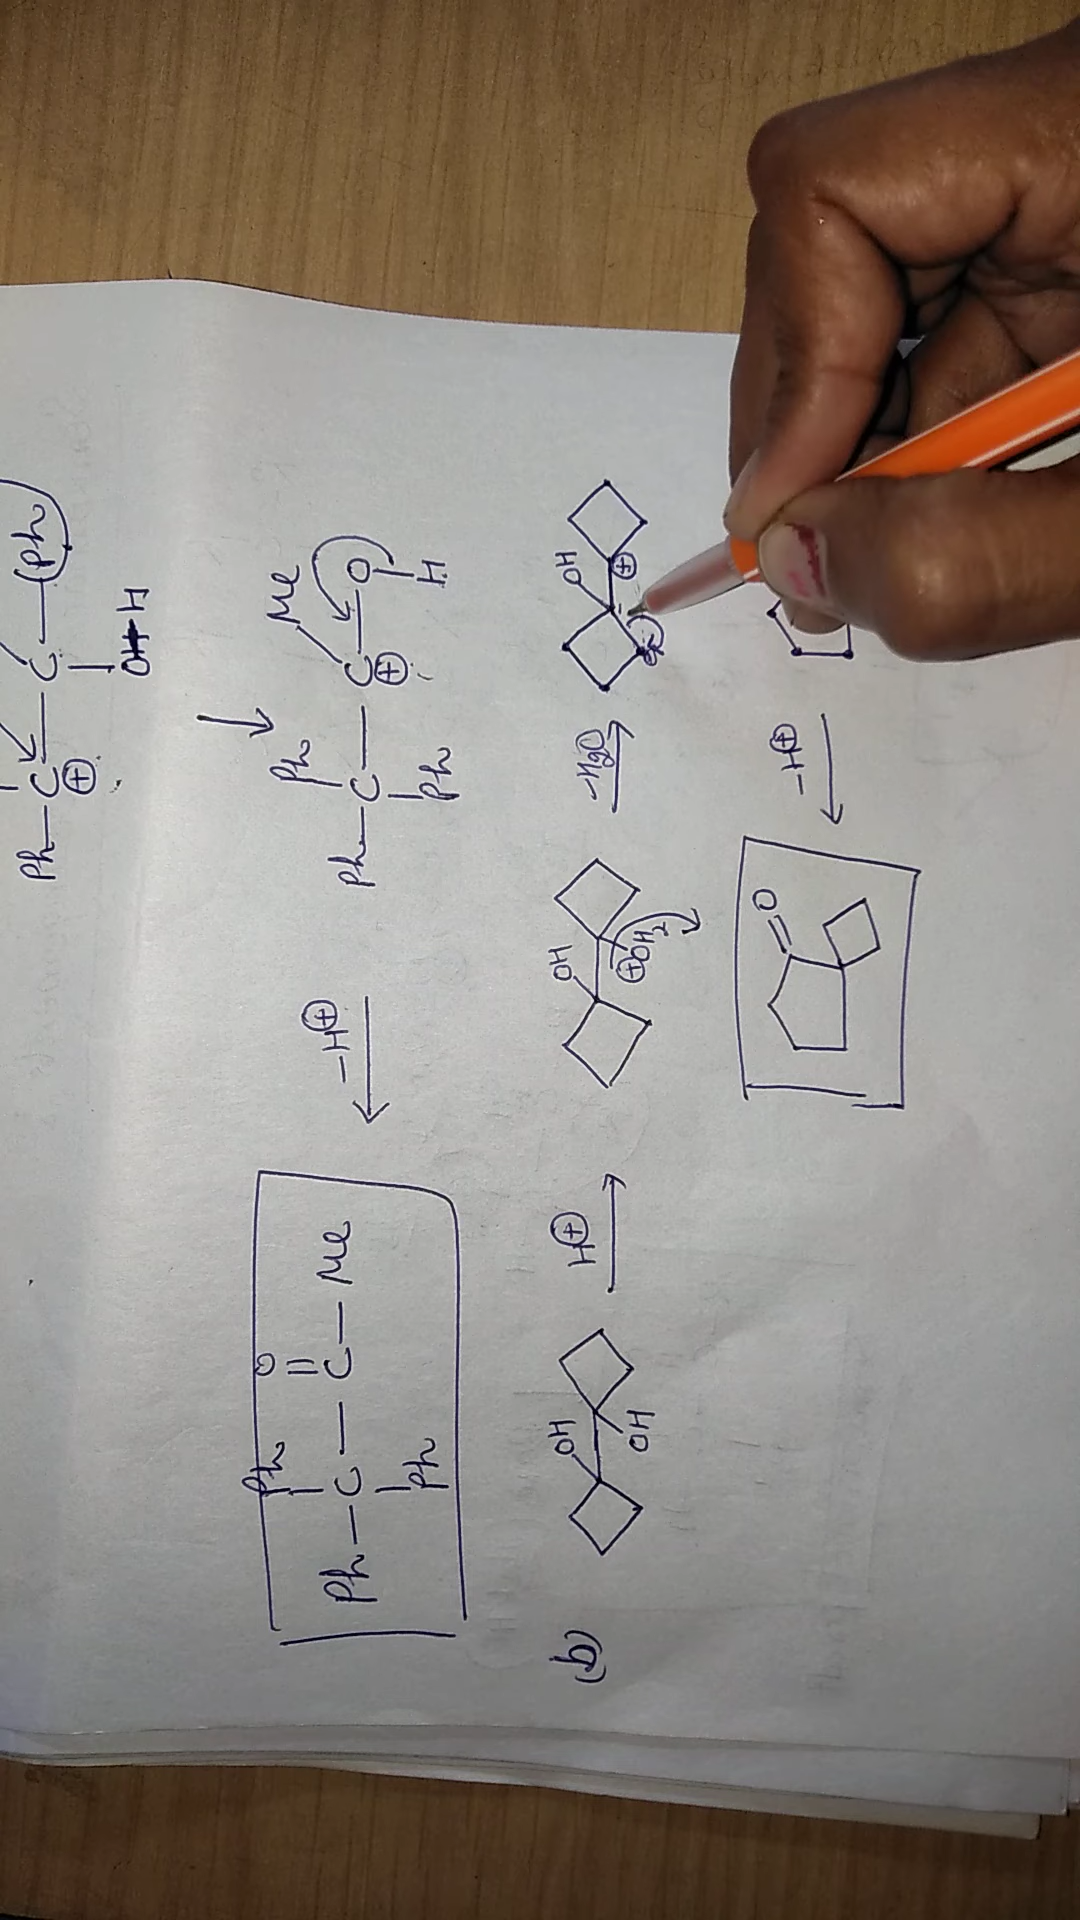 Ph—C—C—(Ph)
⊕
OH H
Ph Me
Ph—C—C—O
Ph ⊕ H
−H⊕
Ph O
Ph—C—C—Me
Ph
(b) OH OH H⊕ OH ⊕OH2 −H2O OH ⊕
*
O −H⊕